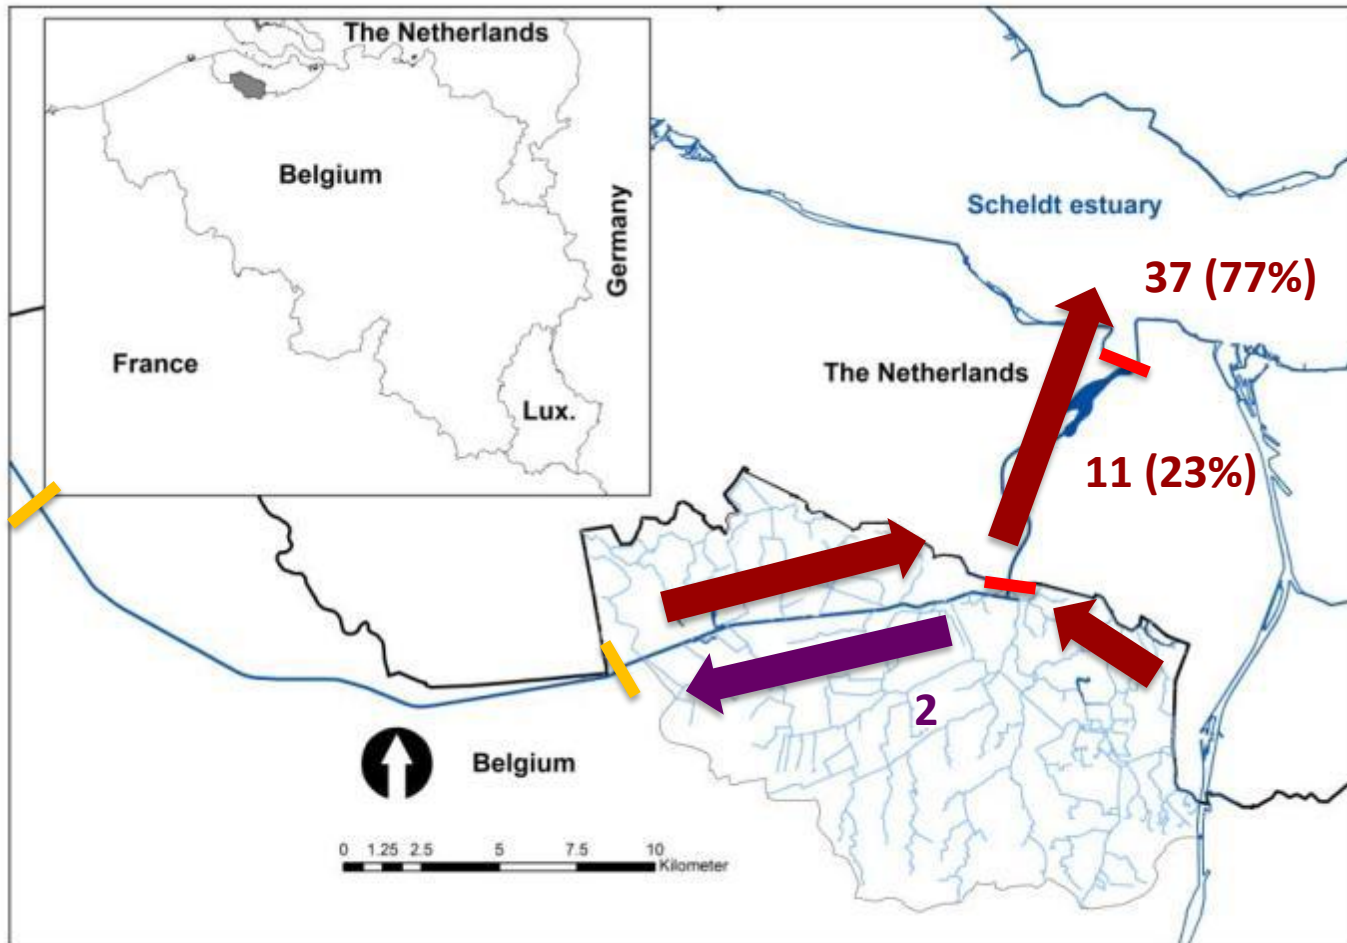 The Netherlands
Belgium
Germany
France
Lux.
Scheldt estuary
37 (77%)
The Netherlands
11 (23%)
2
Belgium
0 1.25 2.5 5 7.5 10
Kilometer